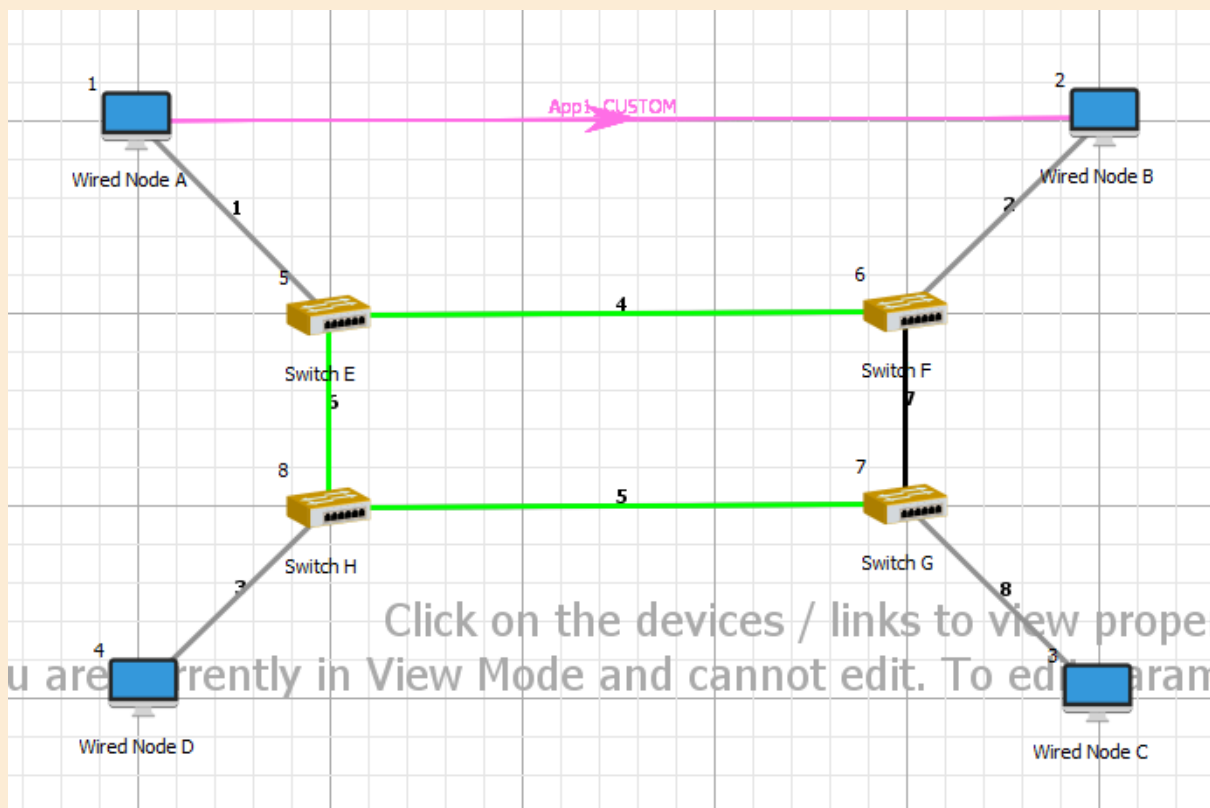 1
2
App1_CUSTOM
Wired Node A
Wired Node B
1
2
5
6
4
Switch E
Switch F
6
7
8
7
5
Switch H
Switch G
3
8
Click on the devices / links to view prope
4
3
u are rrently in View Mode and cannot edit. To edi aram
Wired Node D
Wired Node C